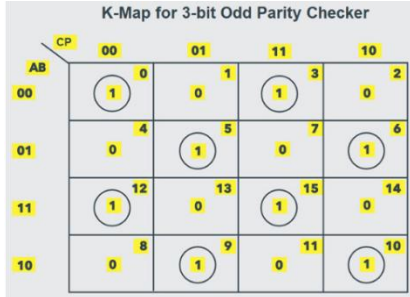 K-Map for 3-bit Odd Parity Checker
CP
00 01 11 10
AB
0 1 3 2
00 1 0 1 0
4 5 7 6
01 0 1 0 1
12 13 15 14
11 1 0 1 0
8 9 11 10
10 0 1 0 1